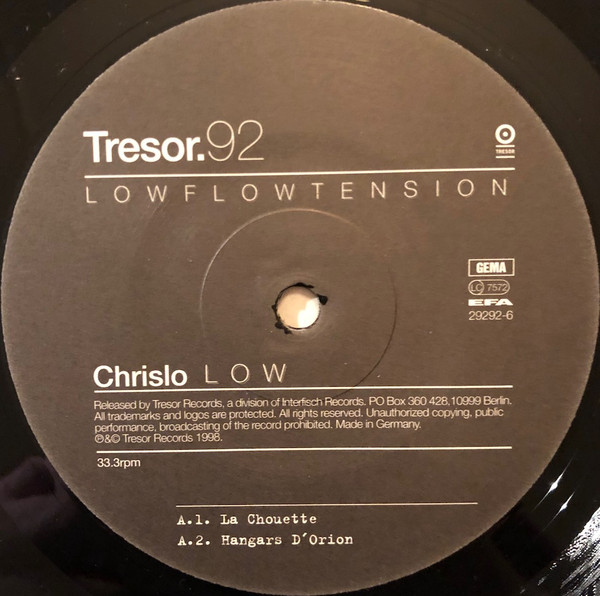 Tresor.92
TRESOR
LOWFLOWTENSION
GEMA
LC 7572
EFA
29292-6
Chrislo LOW
Released by Tresor Records, a division of Interfisch Records. PO Box 360 428,10999 Berlin.
All trademarks and logos are protected. All rights reserved. Unauthorized copying, public
performance, broadcasting of the record prohibited. Made in Germany.
℗&© Tresor Records 1998.
33.3rpm
A.1. La Chouette
A.2. Hangars D´Orion